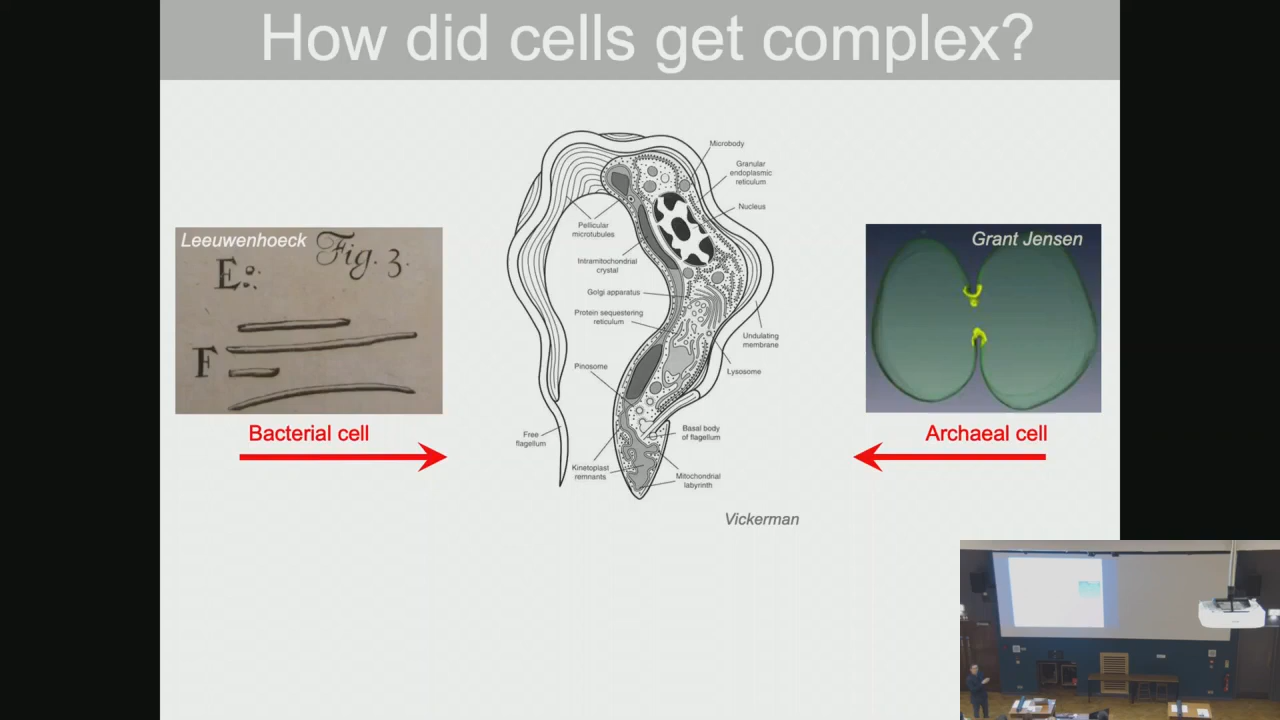 How did cells get complex?
Leeuwenhoeck
Fig. 3.
E:
F
Bacterial cell
Microbody
Granular
endoplasmic
reticulum
Nucleus
Pellicular
microtubules
Intramitochondrial
crystal
Golgi apparatus
Protein sequestering
reticulum
Undulating
membrane
Pinosome
Lysosome
Free
flagellum
Basal body
of flagellum
Kinetoplast
remnants
Mitochondrial
labyrinth
Vickerman
Grant Jensen
Archaeal cell